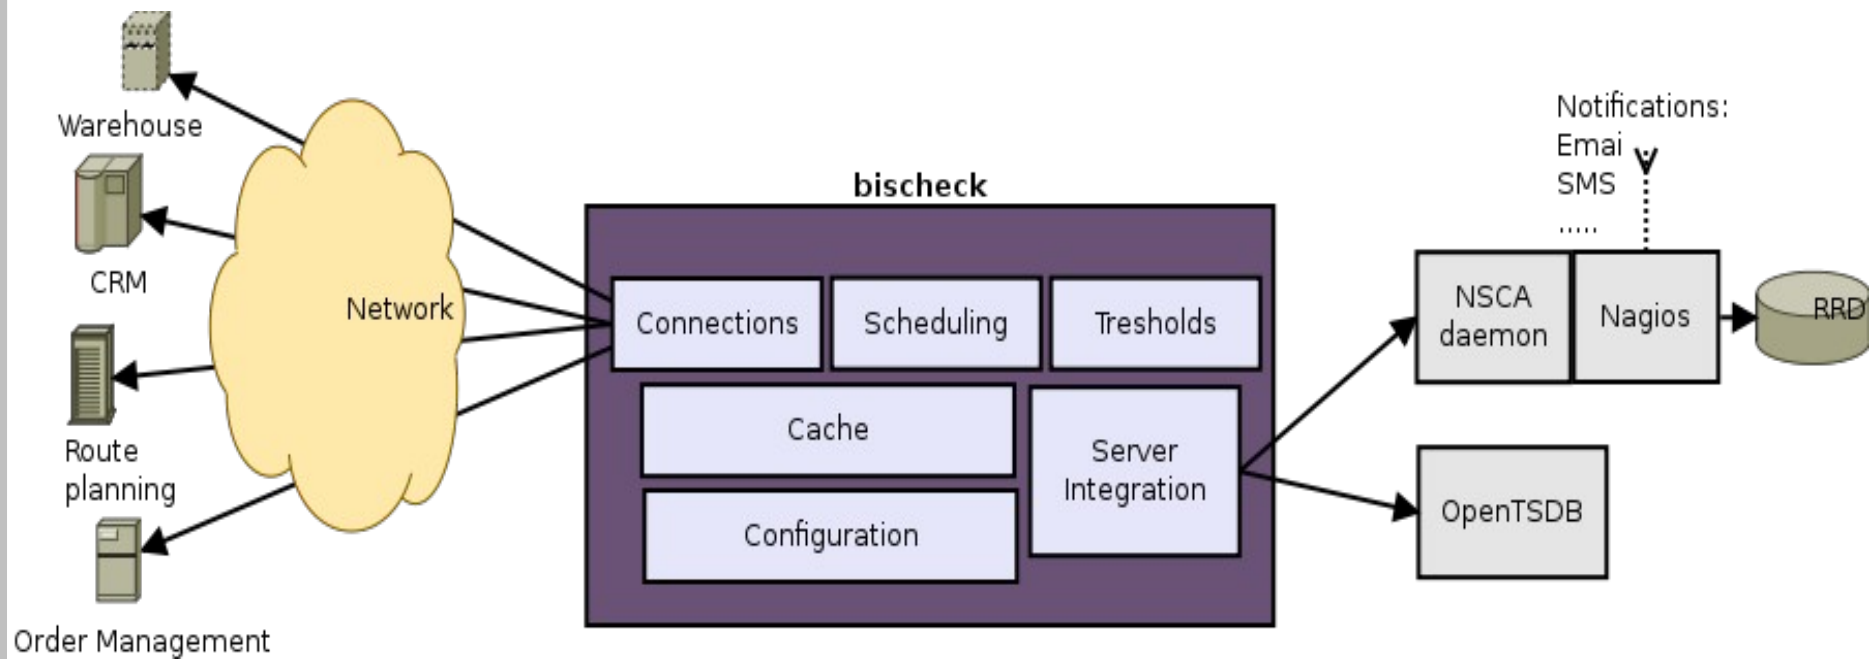 Warehouse
CRM
Route
planning
Order Management
Network
bischeck
Connections
Scheduling
Tresholds
Cache
Configuration
Server
Integration
Notifications:
Emai
SMS
.....
NSCA
daemon
Nagios
RRD
OpenTSDB